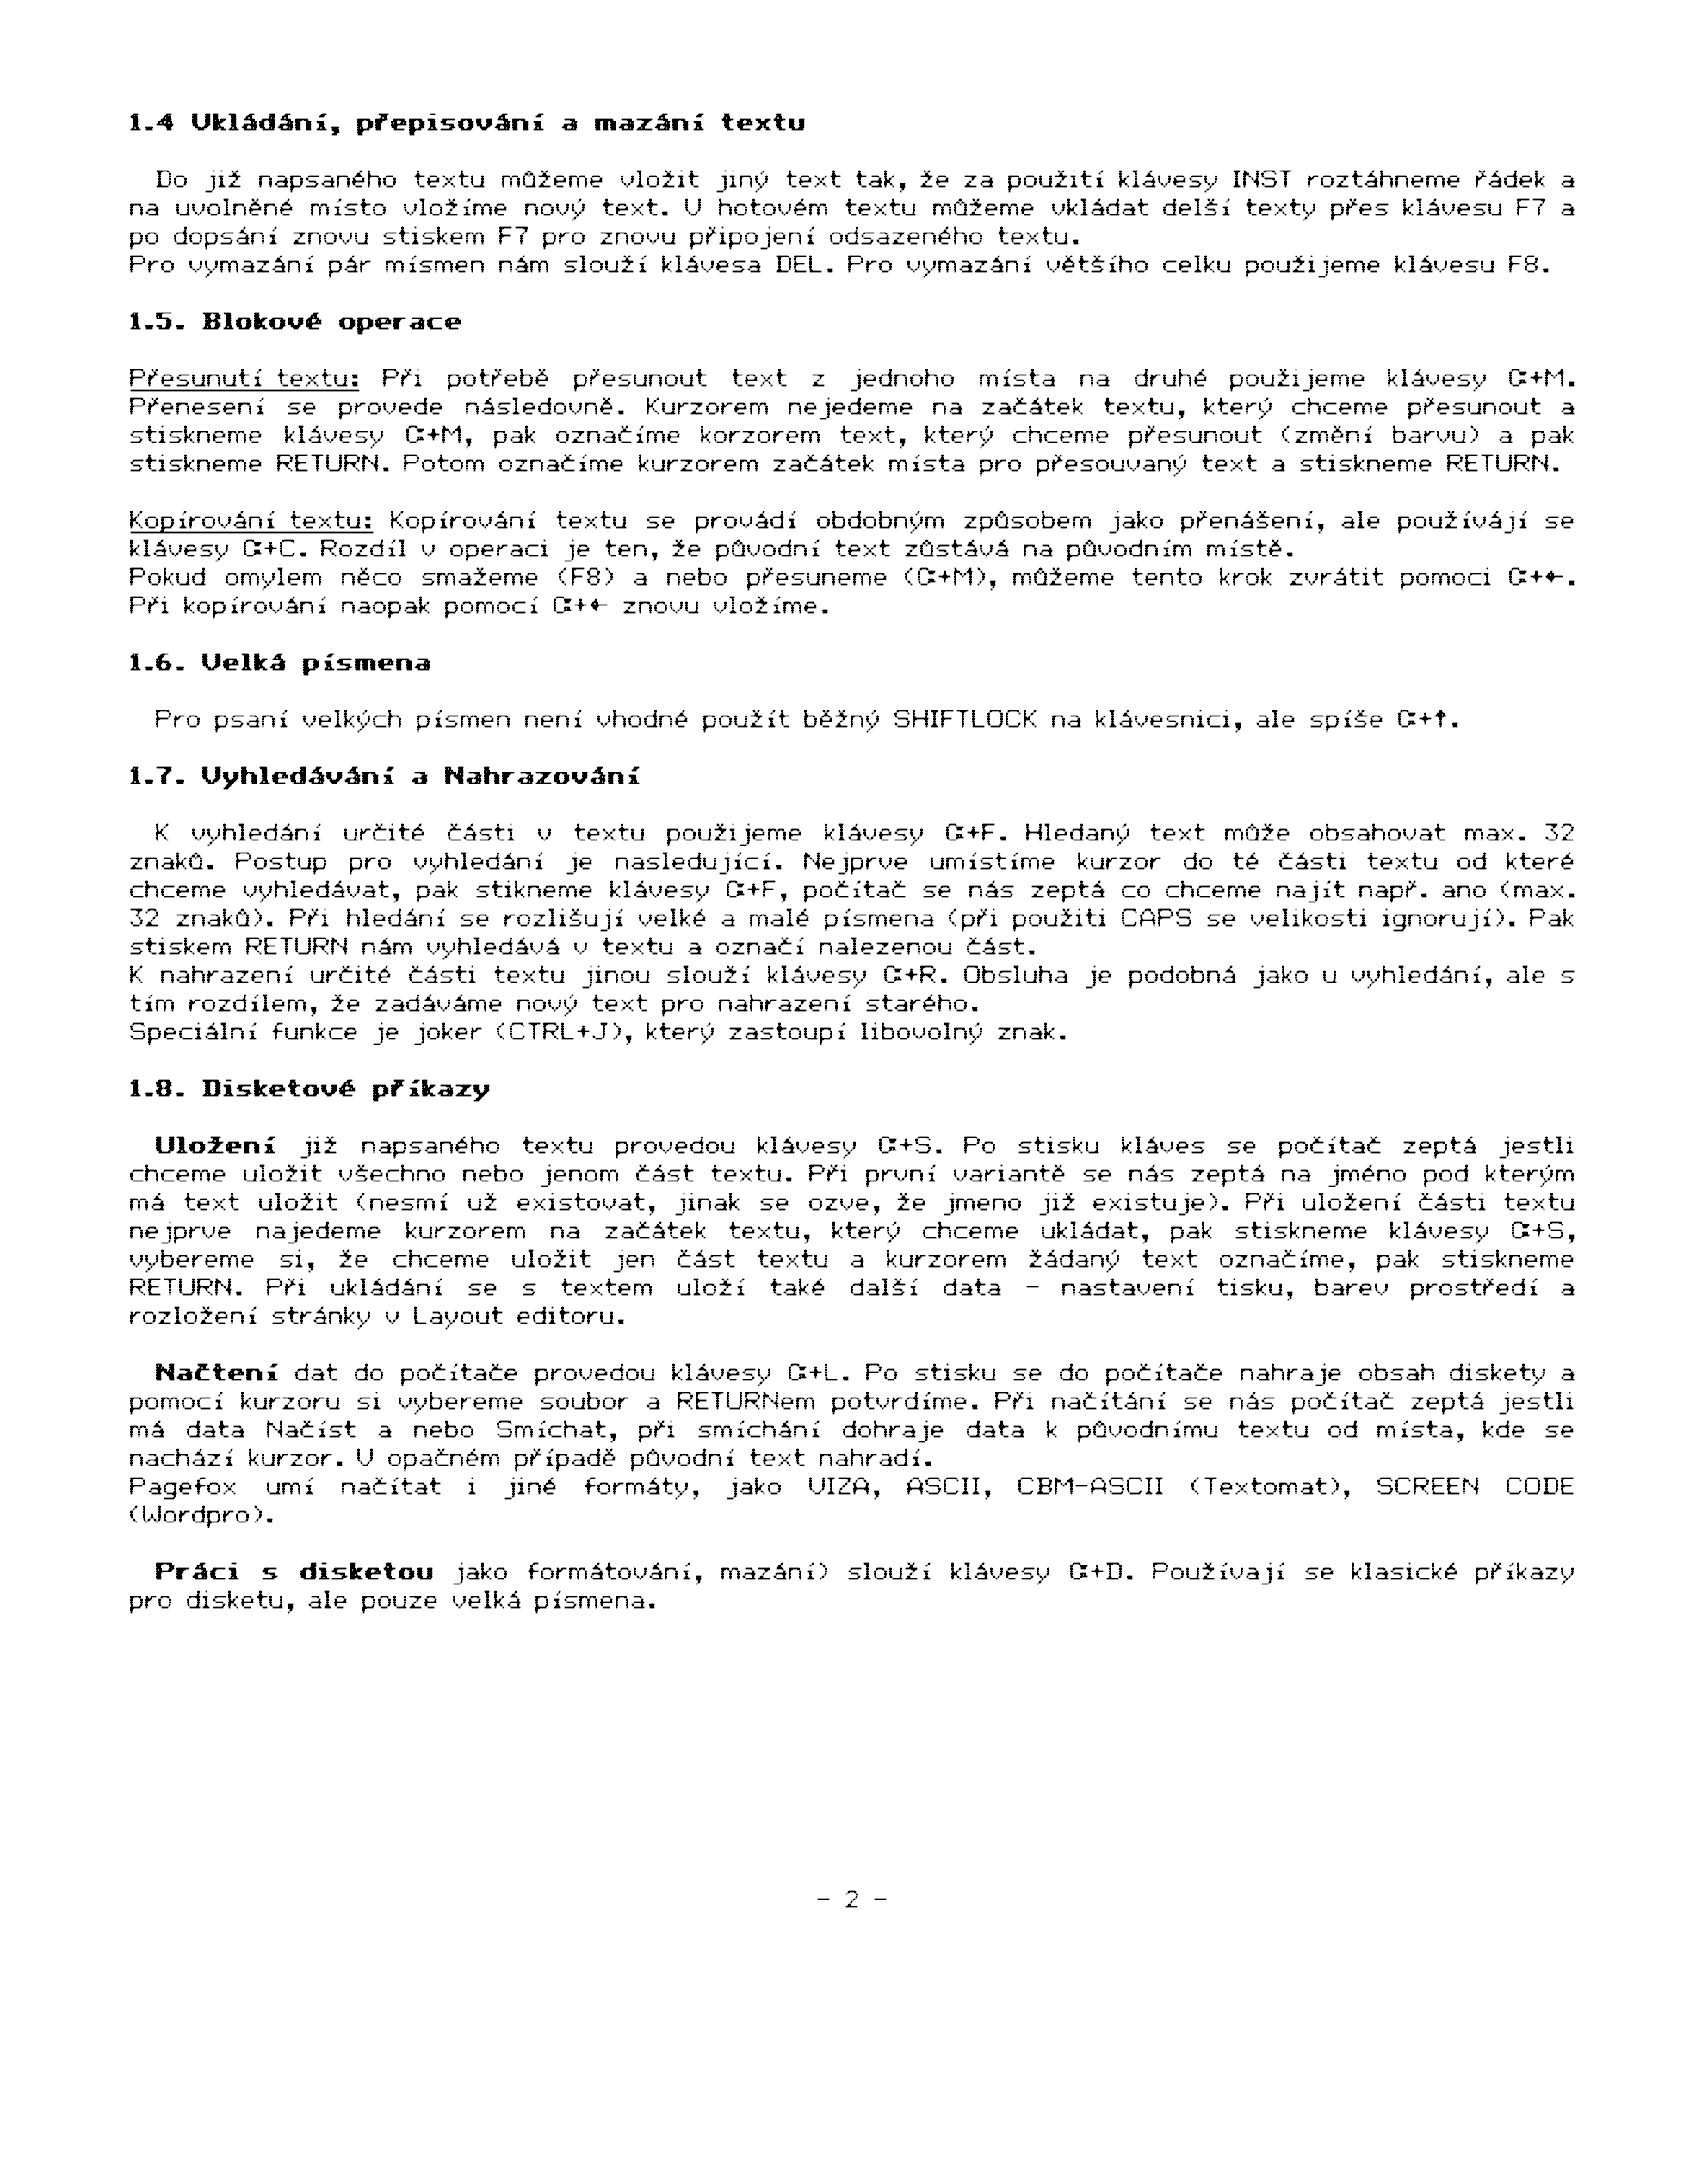 1.4 Vkládání, přepisování a mazání textu
Do již napsaného textu můžeme vložit jiný text tak, že za použití klávesy INST roztáhneme řádek a
na uvolněné místo vložíme nový text. V hotovém textu můžeme vkládat delší texty přes klávesu F7 a
po dopsání znovu stiskem F7 pro znovu připojení odsazeného textu.
Pro vymazání pár mísmen nám slouží klávesa DEL. Pro vymazání většího celku použijeme klávesu F8.
1.5. Blokové operace
Přesunutí textu: Při potřebě přesunout text z jednoho místa na druhé použijeme klávesy C=+M.
Přenesení se provede následovně. Kurzorem nejedeme na začátek textu, který chceme přesunout a
stiskneme klávesy C=+M, pak označíme korzorem text, který chceme přesunout (změní barvu) a pak
stiskneme RETURN. Potom označíme kurzorem začátek místa pro přesouvaný text a stiskneme RETURN.
Kopírování textu: Kopírování textu se provádí obdobným způsobem jako přenášení, ale používájí se
klávesy C=+C. Rozdíl v operaci je ten, že původní text zůstává na původním místě.
Pokud omylem něco smažeme (F8) a nebo přesuneme (C=+M), můžeme tento krok zvrátit pomoci C=+←.
Při kopírování naopak pomocí C=+← znovu vložíme.
1.6. Velká písmena
Pro psaní velkých písmen není vhodné použít běžný SHIFTLOCK na klávesnici, ale spíše C=+↑.
1.7. Vyhledávání a Nahrazování
K vyhledání určité části v textu použijeme klávesy C=+F. Hledaný text může obsahovat max. 32
znaků. Postup pro vyhledání je nasledující. Nejprve umístíme kurzor do té části textu od které
chceme vyhledávat, pak stikneme klávesy C=+F, počítač se nás zeptá co chceme najít např. ano (max.
32 znaků). Při hledání se rozlišují velké a malé písmena (při použiti CAPS se velikosti ignorují). Pak
stiskem RETURN nám vyhledává v textu a označí nalezenou část.
K nahrazení určité části textu jinou slouží klávesy C=+R. Obsluha je podobná jako u vyhledání, ale s
tím rozdílem, že zadáváme nový text pro nahrazení starého.
Speciální funkce je joker (CTRL+J), který zastoupí libovolný znak.
1.8. Disketové příkazy
Uložení již napsaného textu provedou klávesy C=+S. Po stisku kláves se počítač zeptá jestli
chceme uložit všechno nebo jenom část textu. Při první variantě se nás zeptá na jméno pod kterým
má text uložit (nesmí už existovat, jinak se ozve, že jmeno již existuje). Při uložení části textu
nejprve najedeme kurzorem na začátek textu, který chceme ukládat, pak stiskneme klávesy C=+S,
vybereme si, že chceme uložit jen část textu a kurzorem žádaný text označíme, pak stiskneme
RETURN. Při ukládání se s textem uloží také další data - nastavení tisku, barev prostředí a
rozložení stránky v Layout editoru.
Načtení dat do počítače provedou klávesy C=+L. Po stisku se do počítače nahraje obsah diskety a
pomocí kurzoru si vybereme soubor a RETURNem potvrdíme. Při načítání se nás počítač zeptá jestli
má data Načíst a nebo Smíchat, při smíchání dohraje data k původnímu textu od místa, kde se
nachází kurzor. V opačném případě původní text nahradí.
Pagefox umí načítat i jiné formáty, jako VIZA, ASCII, CBM-ASCII (Textomat), SCREEN CODE
(Wordpro).
Práci s disketou jako formátování, mazání) slouží klávesy C=+D. Používají se klasické příkazy
pro disketu, ale pouze velká písmena.
- 2 -